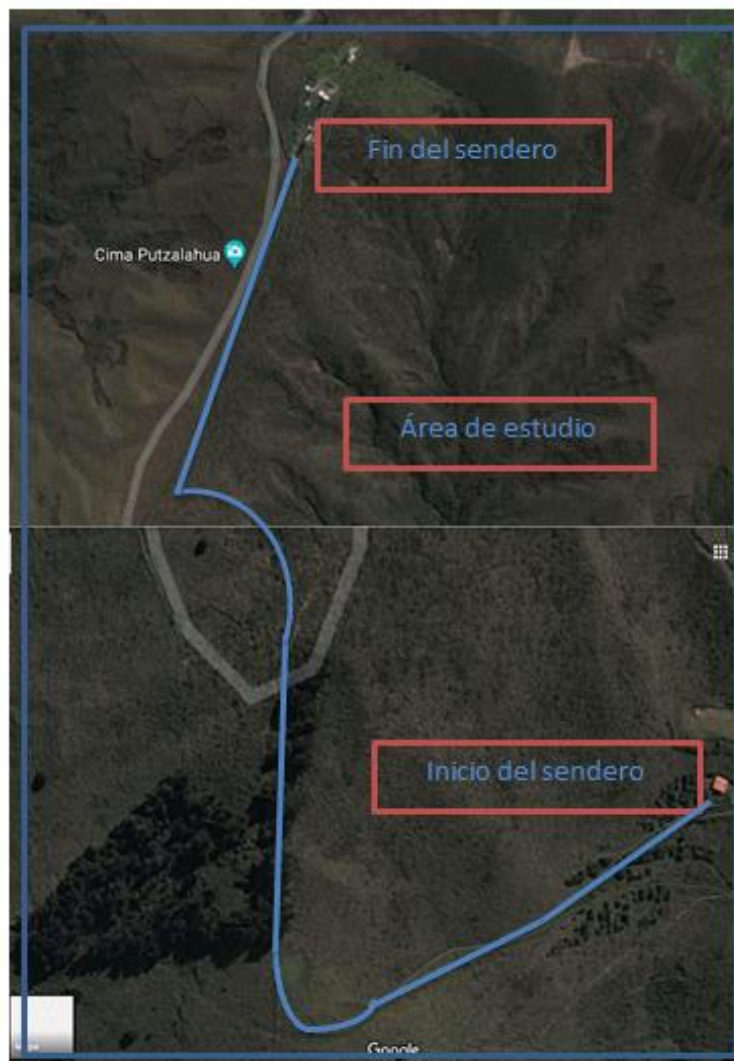 Fin del sendero
Cima Putzalahua
Área de estudio
Inicio del sendero
Google